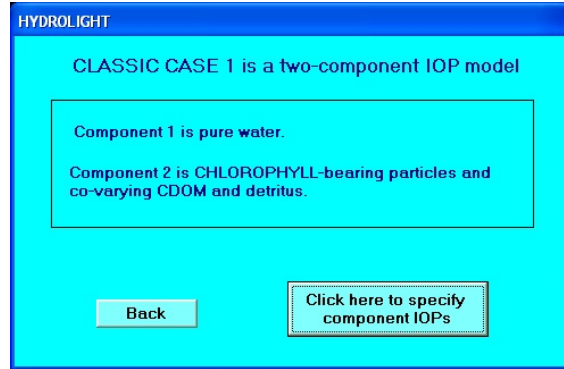 HYDROLIGHT
CLASSIC CASE 1 is a two-component IOP model
Component 1 is pure water.
Component 2 is CHLOROPHYLL-bearing particles and
co-varying CDOM and detritus.
Back
Click here to specify
component IOPs